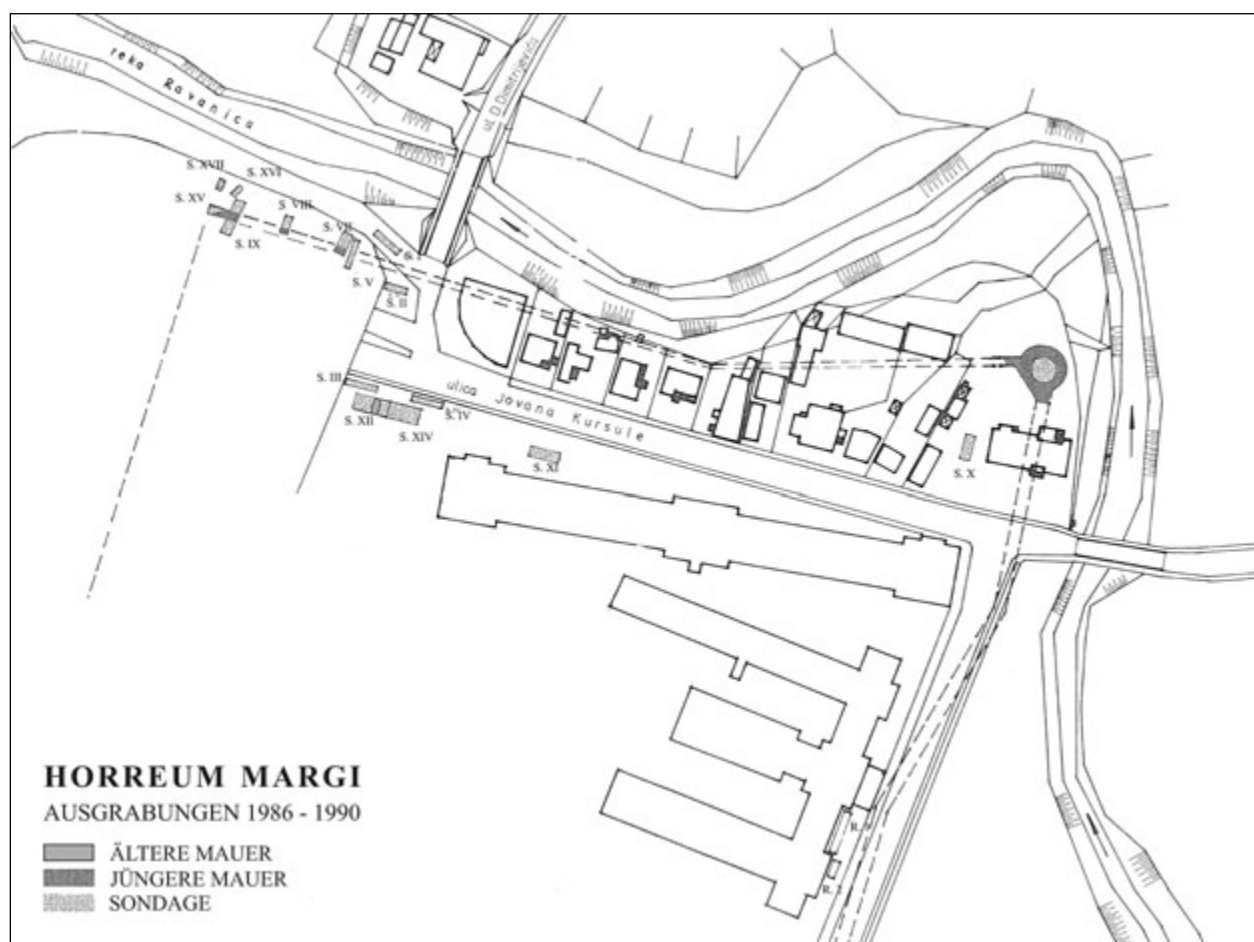 reka Ravanica
ul. D. Dimitrijevića
S. XVII
S. XVI
S. XV
S. VIII
S. IX
S. VII
S. V
S. II
S. III
ulica Jovana Kursule
S. IV
S. XII
S. XIV
S. XI
S. X
HORREUM MARGI
AUSGRABUNGEN 1986 - 1990
ÄLTERE MAUER
JÜNGERE MAUER
SONDAGE
R. 2